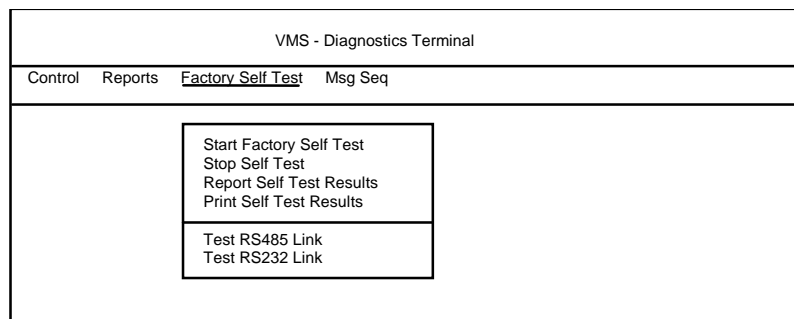 VMS - Diagnostics Terminal
Control Reports Factory Self Test Msg Seq
Start Factory Self Test
Stop Self Test
Report Self Test Results
Print Self Test Results
Test RS485 Link
Test RS232 Link